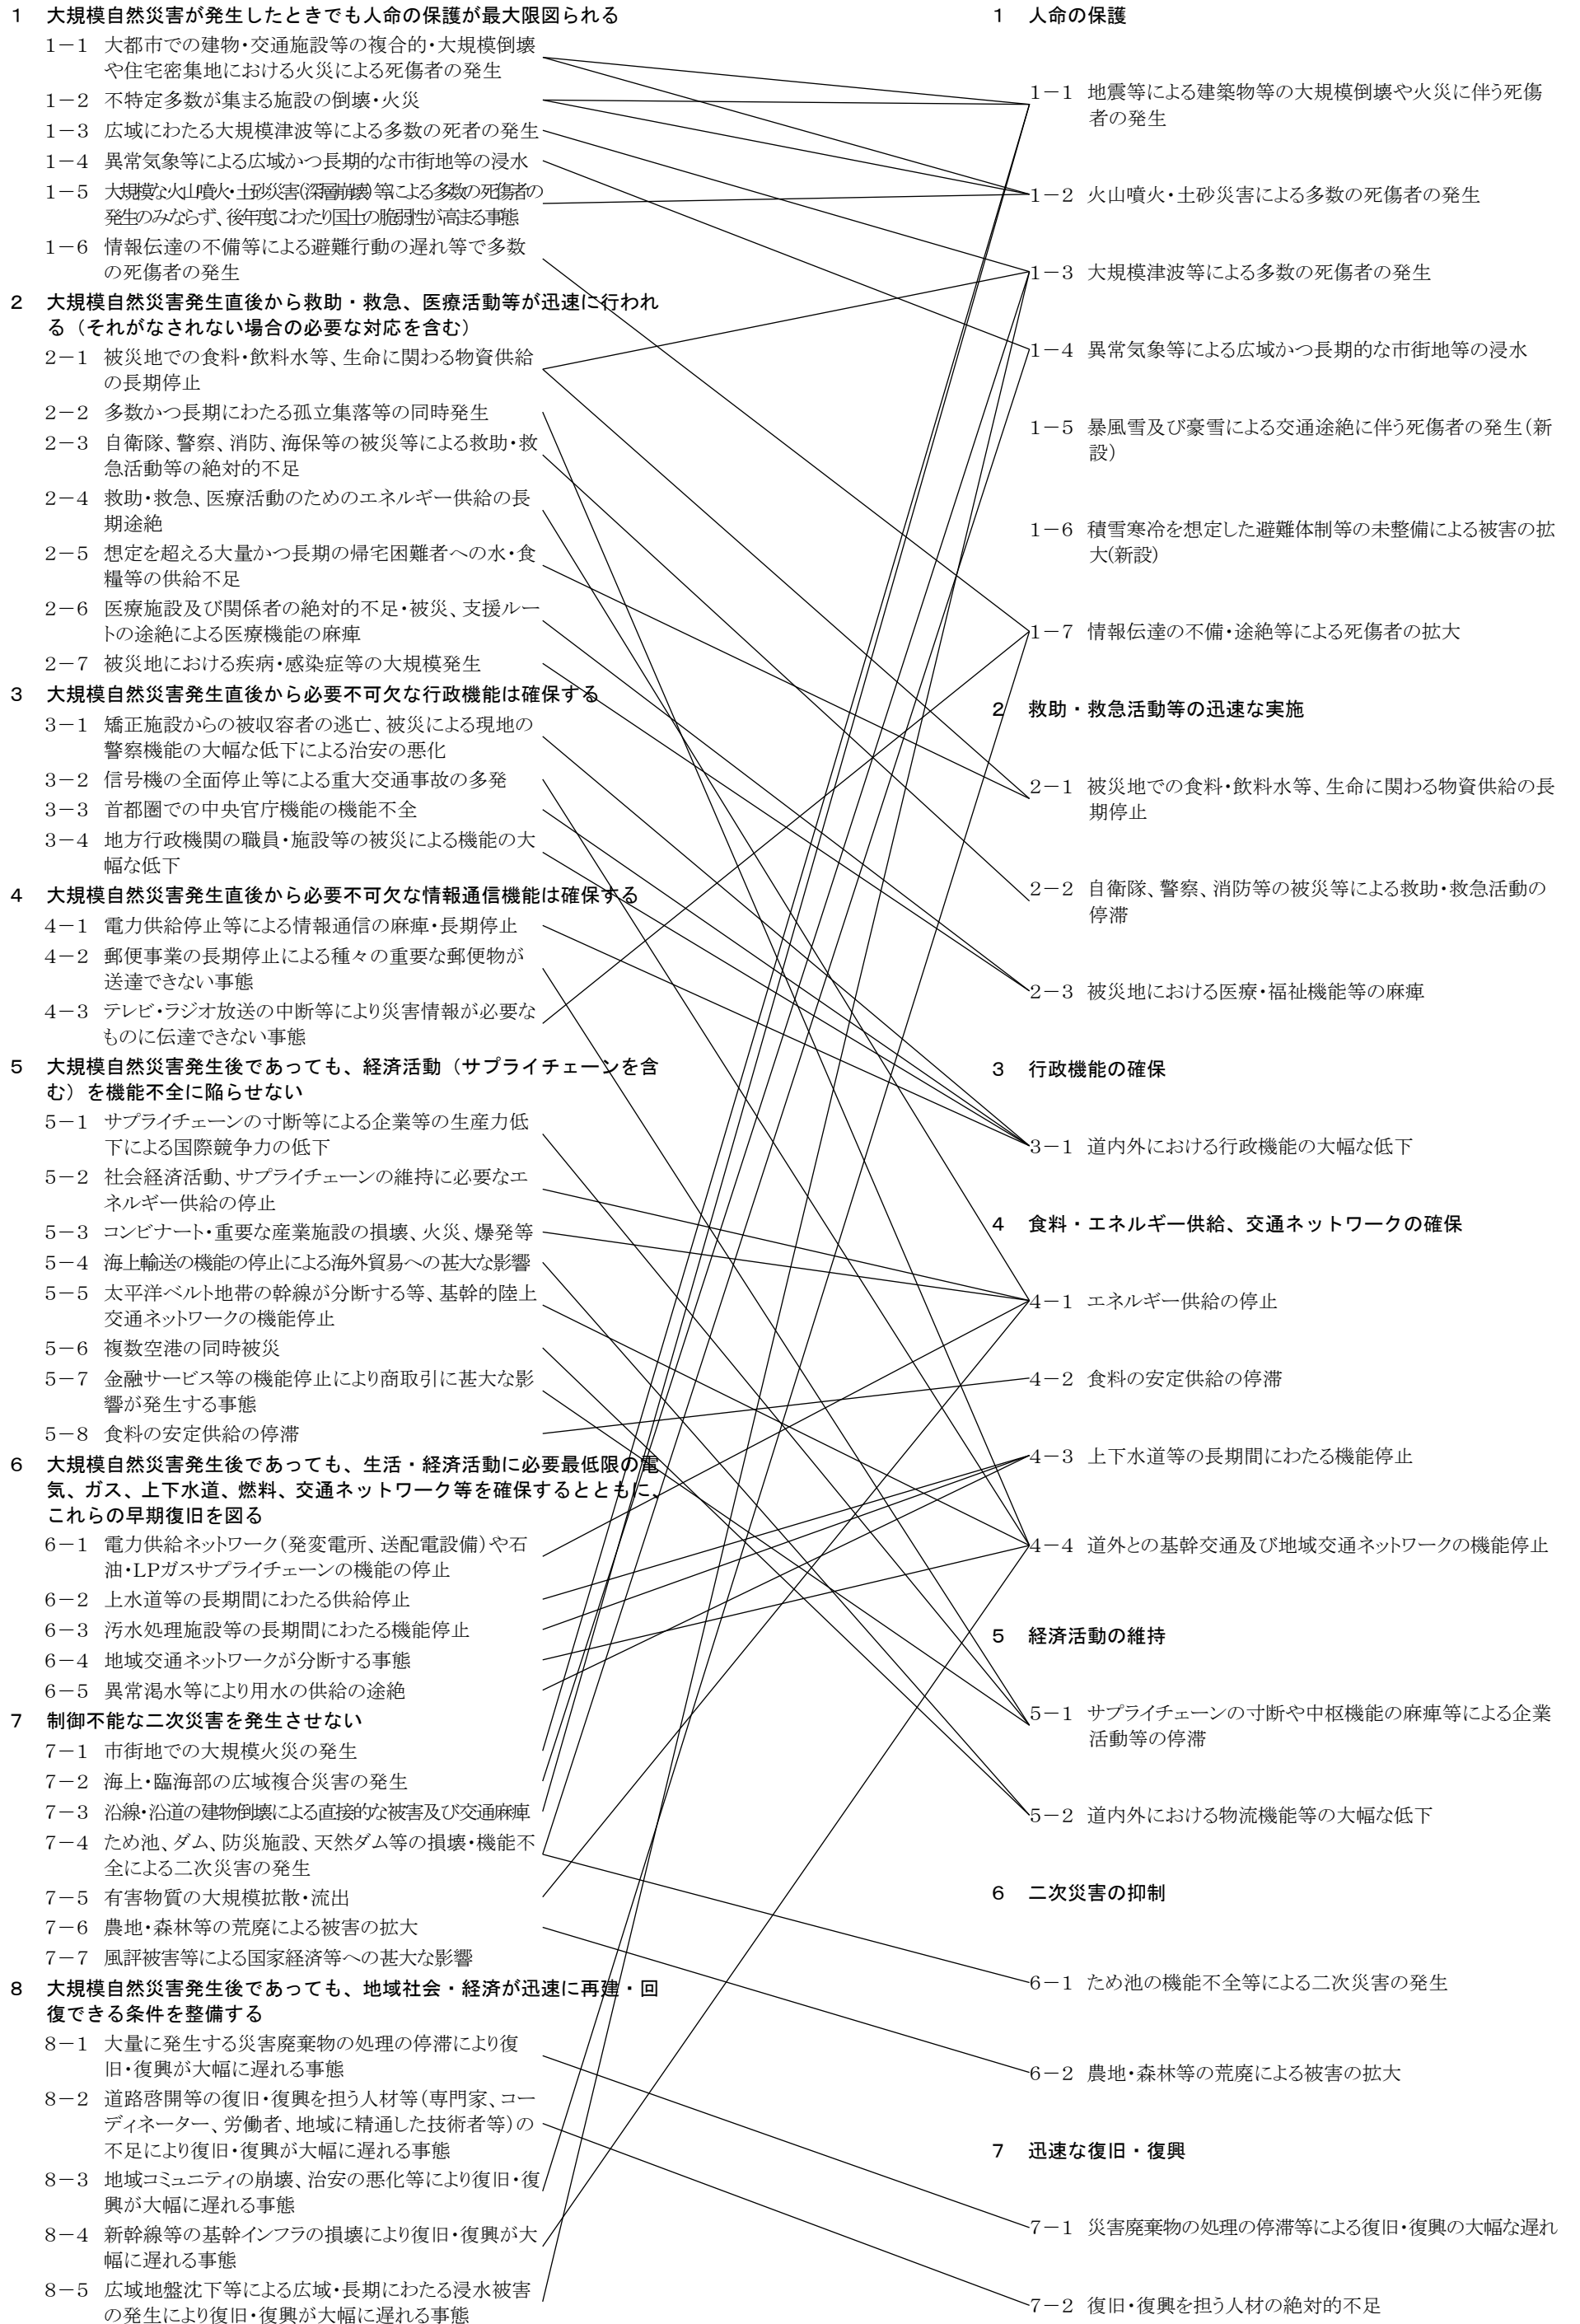 1 大規模自然災害が発生したときでも人命の保護が最大限図られる
1－1 大都市での建物・交通施設等の複合的・大規模倒壊
や住宅密集地における火災による死傷者の発生
1－2 不特定多数が集まる施設の倒壊・火災
1－3 広域にわたる大規模津波等による多数の死者の発生
1－4 異常気象等による広域かつ長期的な市街地等の浸水
1－5 大規模な火山噴火・土砂災害(深層崩壊)等による多数の死傷者の
発生のみならず、後年度にわたり国土の脆弱性が高まる事態
1－6 情報伝達の不備等による避難行動の遅れ等で多数
の死傷者の発生
2 大規模自然災害発生直後から救助・救急、医療活動等が迅速に行われ
る（それがなされない場合の必要な対応を含む）
2－1 被災地での食料・飲料水等、生命に関わる物資供給
の長期停止
2－2 多数かつ長期にわたる孤立集落等の同時発生
2－3 自衛隊、警察、消防、海保等の被災等による救助・救
急活動等の絶対的不足
2－4 救助・救急、医療活動のためのエネルギー供給の長
期途絶
2－5 想定を超える大量かつ長期の帰宅困難者への水・食
糧等の供給不足
2－6 医療施設及び関係者の絶対的不足・被災、支援ルー
トの途絶による医療機能の麻痺
2－7 被災地における疾病・感染症等の大規模発生
3 大規模自然災害発生直後から必要不可欠な行政機能は確保する
3－1 矯正施設からの被収容者の逃亡、被災による現地の
警察機能の大幅な低下による治安の悪化
3－2 信号機の全面停止等による重大交通事故の多発
3－3 首都圏での中央官庁機能の機能不全
3－4 地方行政機関の職員・施設等の被災による機能の大
幅な低下
4 大規模自然災害発生直後から必要不可欠な情報通信機能は確保する
4－1 電力供給停止等による情報通信の麻痺・長期停止
4－2 郵便事業の長期停止による種々の重要な郵便物が
送達できない事態
4－3 テレビ・ラジオ放送の中断等により災害情報が必要な
ものに伝達できない事態
5 大規模自然災害発生後であっても、経済活動（サプライチェーンを含
む）を機能不全に陥らせない
5－1 サプライチェーンの寸断等による企業等の生産力低
下による国際競争力の低下
5－2 社会経済活動、サプライチェーンの維持に必要なエ
ネルギー供給の停止
5－3 コンビナート・重要な産業施設の損壊、火災、爆発等
5－4 海上輸送の機能の停止による海外貿易への甚大な影響
5－5 太平洋ベルト地帯の幹線が分断する等、基幹的陸上
交通ネットワークの機能停止
5－6 複数空港の同時被災
5－7 金融サービス等の機能停止により商取引に甚大な影
響が発生する事態
5－8 食料の安定供給の停滞
6 大規模自然災害発生後であっても、生活・経済活動に必要最低限の電
気、ガス、上下水道、燃料、交通ネットワーク等を確保するとともに、
これらの早期復旧を図る
6－1 電力供給ネットワーク（発変電所、送配電設備）や石
油・LPガスサプライチェーンの機能の停止
6－2 上水道等の長期間にわたる供給停止
6－3 汚水処理施設等の長期間にわたる機能停止
6－4 地域交通ネットワークが分断する事態
6－5 異常渇水等により用水の供給の途絶
7 制御不能な二次災害を発生させない
7－1 市街地での大規模火災の発生
7－2 海上・臨海部の広域複合災害の発生
7－3 沿線・沿道の建物倒壊による直接的な被害及び交通麻痺
7－4 ため池、ダム、防災施設、天然ダム等の損壊・機能不
全による二次災害の発生
7－5 有害物質の大規模拡散・流出
7－6 農地・森林等の荒廃による被害の拡大
7－7 風評被害等による国家経済等への甚大な影響
8 大規模自然災害発生後であっても、地域社会・経済が迅速に再建・回
復できる条件を整備する
8－1 大量に発生する災害廃棄物の処理の停滞により復
旧・復興が大幅に遅れる事態
8－2 道路啓開等の復旧・復興を担う人材等（専門家、コー
ディネーター、労働者、地域に精通した技術者等）の
不足により復旧・復興が大幅に遅れる事態
8－3 地域コミュニティの崩壊、治安の悪化等により復旧・復
興が大幅に遅れる事態
8－4 新幹線等の基幹インフラの損壊により復旧・復興が大
幅に遅れる事態
8－5 広域地盤沈下等による広域・長期にわたる浸水被害
の発生により復旧・復興が大幅に遅れる事態
1 人命の保護
1－1 地震等による建築物等の大規模倒壊や火災に伴う死傷
者の発生
1－2 火山噴火・土砂災害による多数の死傷者の発生
1－3 大規模津波等による多数の死傷者の発生
1－4 異常気象等による広域かつ長期的な市街地等の浸水
1－5 暴風雪及び豪雪による交通途絶に伴う死傷者の発生（新
設）
1－6 積雪寒冷を想定した避難体制等の未整備による被害の拡
大(新設)
1－7 情報伝達の不備・途絶等による死傷者の拡大
2 救助・救急活動等の迅速な実施
2－1 被災地での食料・飲料水等、生命に関わる物資供給の長
期停止
2－2 自衛隊、警察、消防等の被災等による救助・救急活動の
停滞
2－3 被災地における医療・福祉機能等の麻痺
3 行政機能の確保
3－1 道内外における行政機能の大幅な低下
4 食料・エネルギー供給、交通ネットワークの確保
4－1 エネルギー供給の停止
4－2 食料の安定供給の停滞
4－3 上下水道等の長期間にわたる機能停止
4－4 道外との基幹交通及び地域交通ネットワークの機能停止
5 経済活動の維持
5－1 サプライチェーンの寸断や中枢機能の麻痺等による企業
活動等の停滞
5－2 道内外における物流機能等の大幅な低下
6 二次災害の抑制
6－1 ため池の機能不全等による二次災害の発生
6－2 農地・森林等の荒廃による被害の拡大
7 迅速な復旧・復興
7－1 災害廃棄物の処理の停滞等による復旧・復興の大幅な遅れ
7－2 復旧・復興を担う人材の絶対的不足